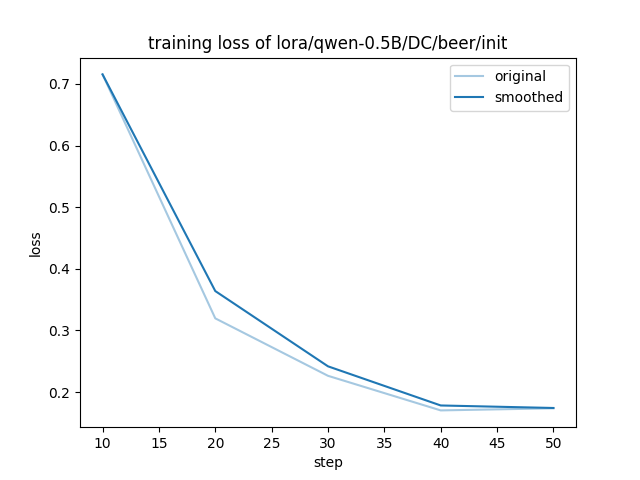 training loss of lora/qwen-0.5B/DC/beer/init
original
smoothed
0.7
0.6
0.5
0.4
0.3
0.2
loss
10 15 20 25 30 35 40 45 50
step